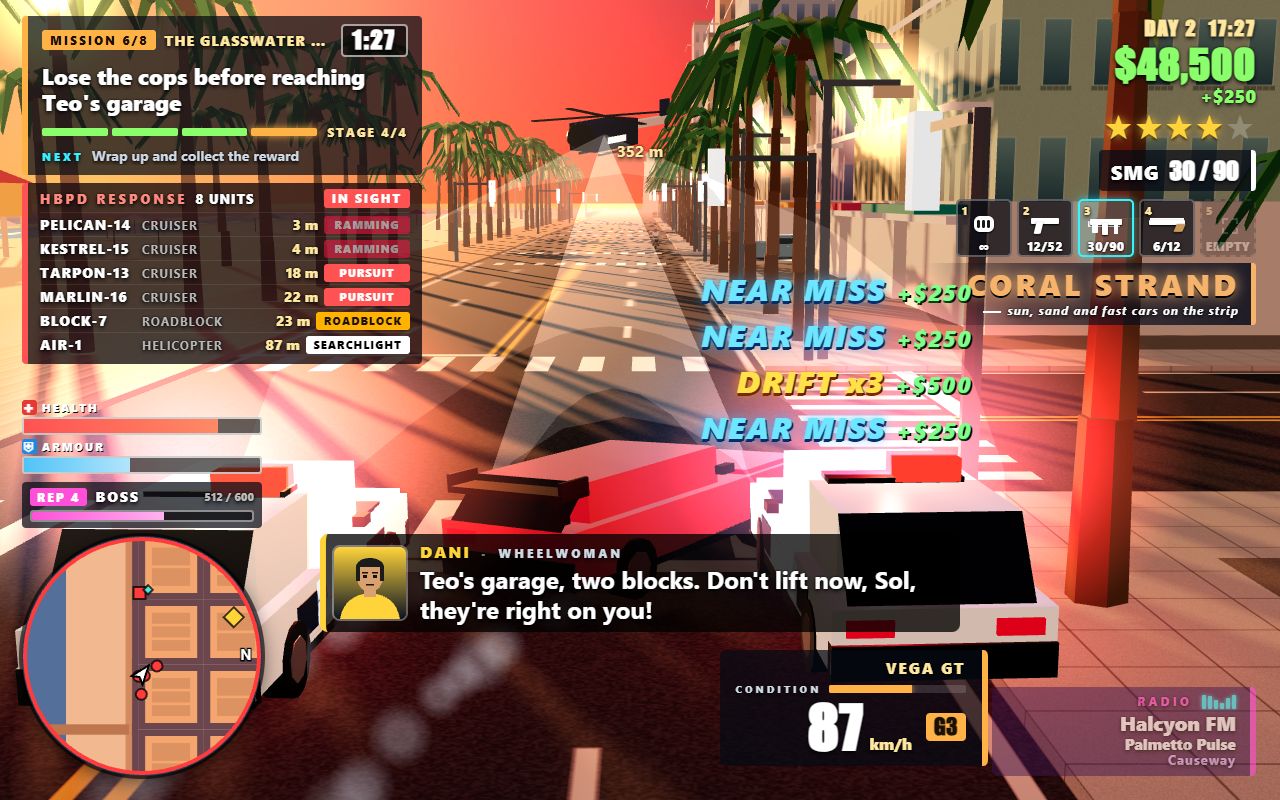 MISSION 6/8 THE GLASSWATER ... 1:27
Lose the cops before reaching
Teo's garage
STAGE 4/4
NEXT Wrap up and collect the reward
HBPD RESPONSE 8 UNITS IN SIGHT
PELICAN-14 CRUISER 3 m RAMMING
KESTREL-15 CRUISER 4 m RAMMING
TARPON-13 CRUISER 18 m PURSUIT
MARLIN-16 CRUISER 22 m PURSUIT
BLOCK-7 ROADBLOCK 23 m ROADBLOCK
AIR-1 HELICOPTER 87 m SEARCHLIGHT
HEALTH
ARMOUR
REP 4 BOSS 512 / 600
N
352 m
DAY 2 17:27
$48,500
+$250
SMG 30/90
1 2 3 4 5
∞ 12/52 30/90 6/12 EMPTY
CORAL STRAND
— sun, sand and fast cars on the strip
NEAR MISS +$250
NEAR MISS +$250
DRIFT x3 +$500
NEAR MISS +$250
DANI - WHEELWOMAN
Teo's garage, two blocks. Don't lift now, Sol,
they're right on you!
VEGA GT
CONDITION
87 km/h G3
RADIO
Halcyon FM
Palmetto Pulse
Causeway